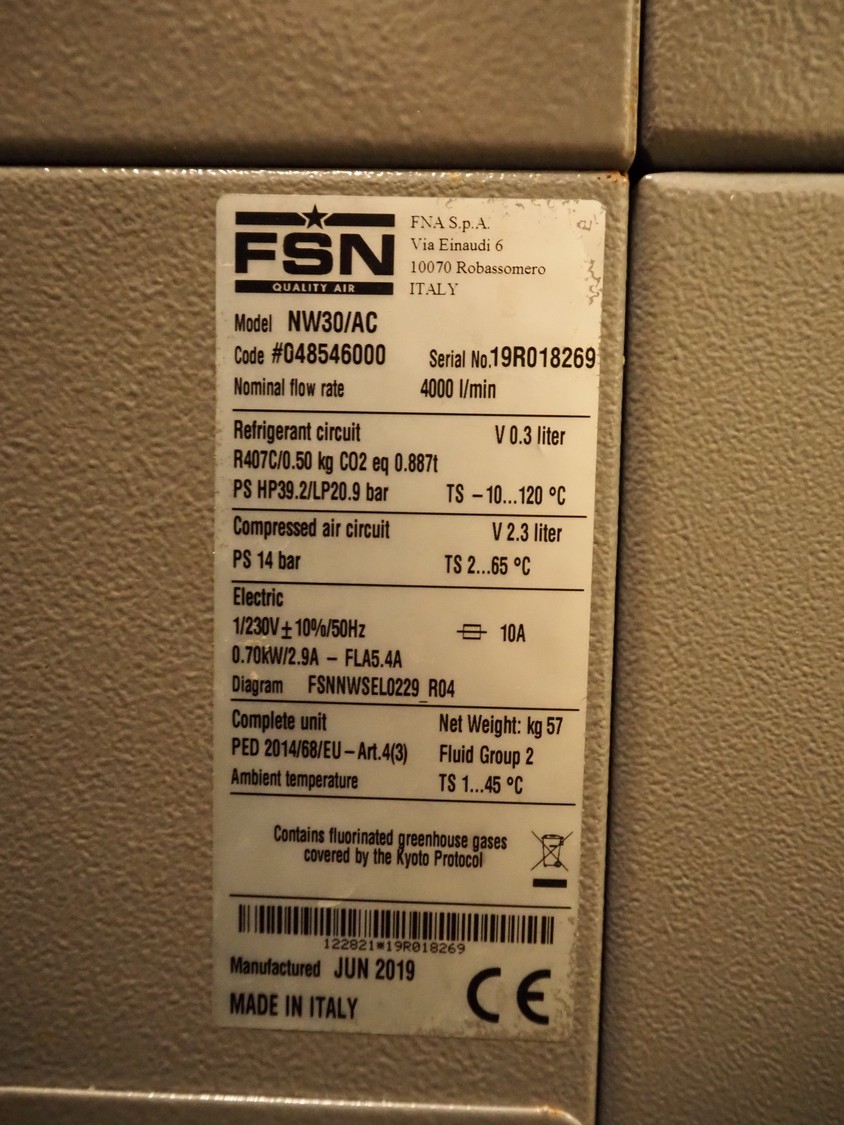 FSN
QUALITY AIR
FNA S.p.A.
Via Einaudi 6
10070 Robassomero
ITALY
Model NW30/AC
Code #048546000 Serial No.19R018269
Nominal flow rate 4000 l/min
Refrigerant circuit V 0.3 liter
R407C/0.50 kg CO2 eq 0.887t
PS HP39.2/LP20.9 bar TS -10...120 °C
Compressed air circuit V 2.3 liter
PS 14 bar TS 2...65 °C
Electric
1/230V±10%/50Hz 10A
0.70kW/2.9A - FLA5.4A
Diagram FSNNWSEL0229_R04
Complete unit Net Weight: kg 57
PED 2014/68/EU-Art.4(3) Fluid Group 2
Ambient temperature TS 1...45 °C
Contains fluorinated greenhouse gases
covered by the Kyoto Protocol
122821*19R018269
Manufactured JUN 2019
MADE IN ITALY
CE